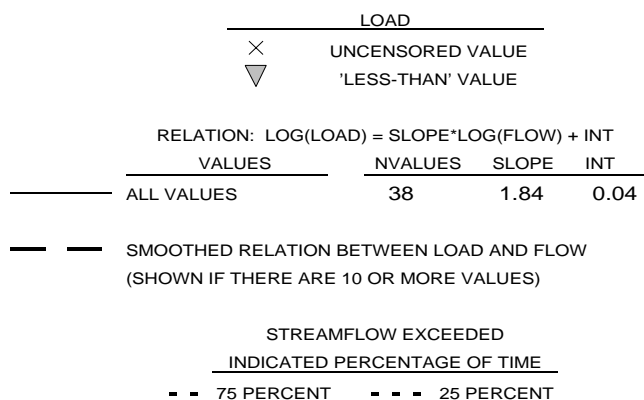 LOAD
UNCENSORED VALUE
'LESS-THAN' VALUE
RELATION: LOG(LOAD) = SLOPE*LOG(FLOW) + INT
VALUES NVALUES SLOPE INT
ALL VALUES 38 1.84 0.04
SMOOTHED RELATION BETWEEN LOAD AND FLOW
(SHOWN IF THERE ARE 10 OR MORE VALUES)
STREAMFLOW EXCEEDED
INDICATED PERCENTAGE OF TIME
75 PERCENT 25 PERCENT